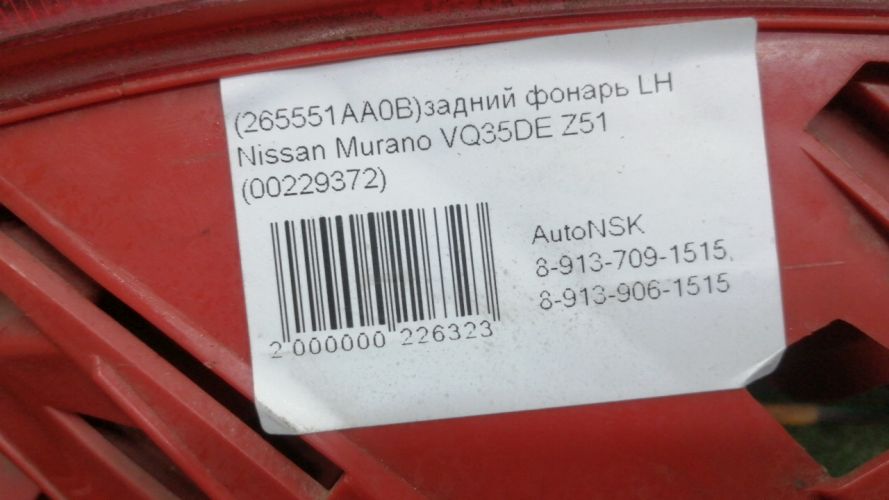 (265551AA0B)задний фонарь LH
Nissan Murano VQ35DE Z51
(00229372)
AutoNSK
8-913-709-1515,
8-913-906-1515
2 000000 226323